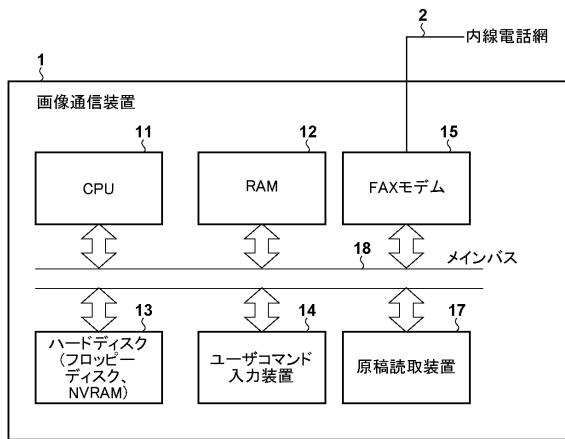 2
内線電話網
1
画像通信装置
11
12
15
CPU
RAM
FAXモデム
18
メインバス
13
14
17
ハードディスク
(フロッピー
ディスク、
NVRAM)
ユーザコマンド
入力装置
原稿読取装置